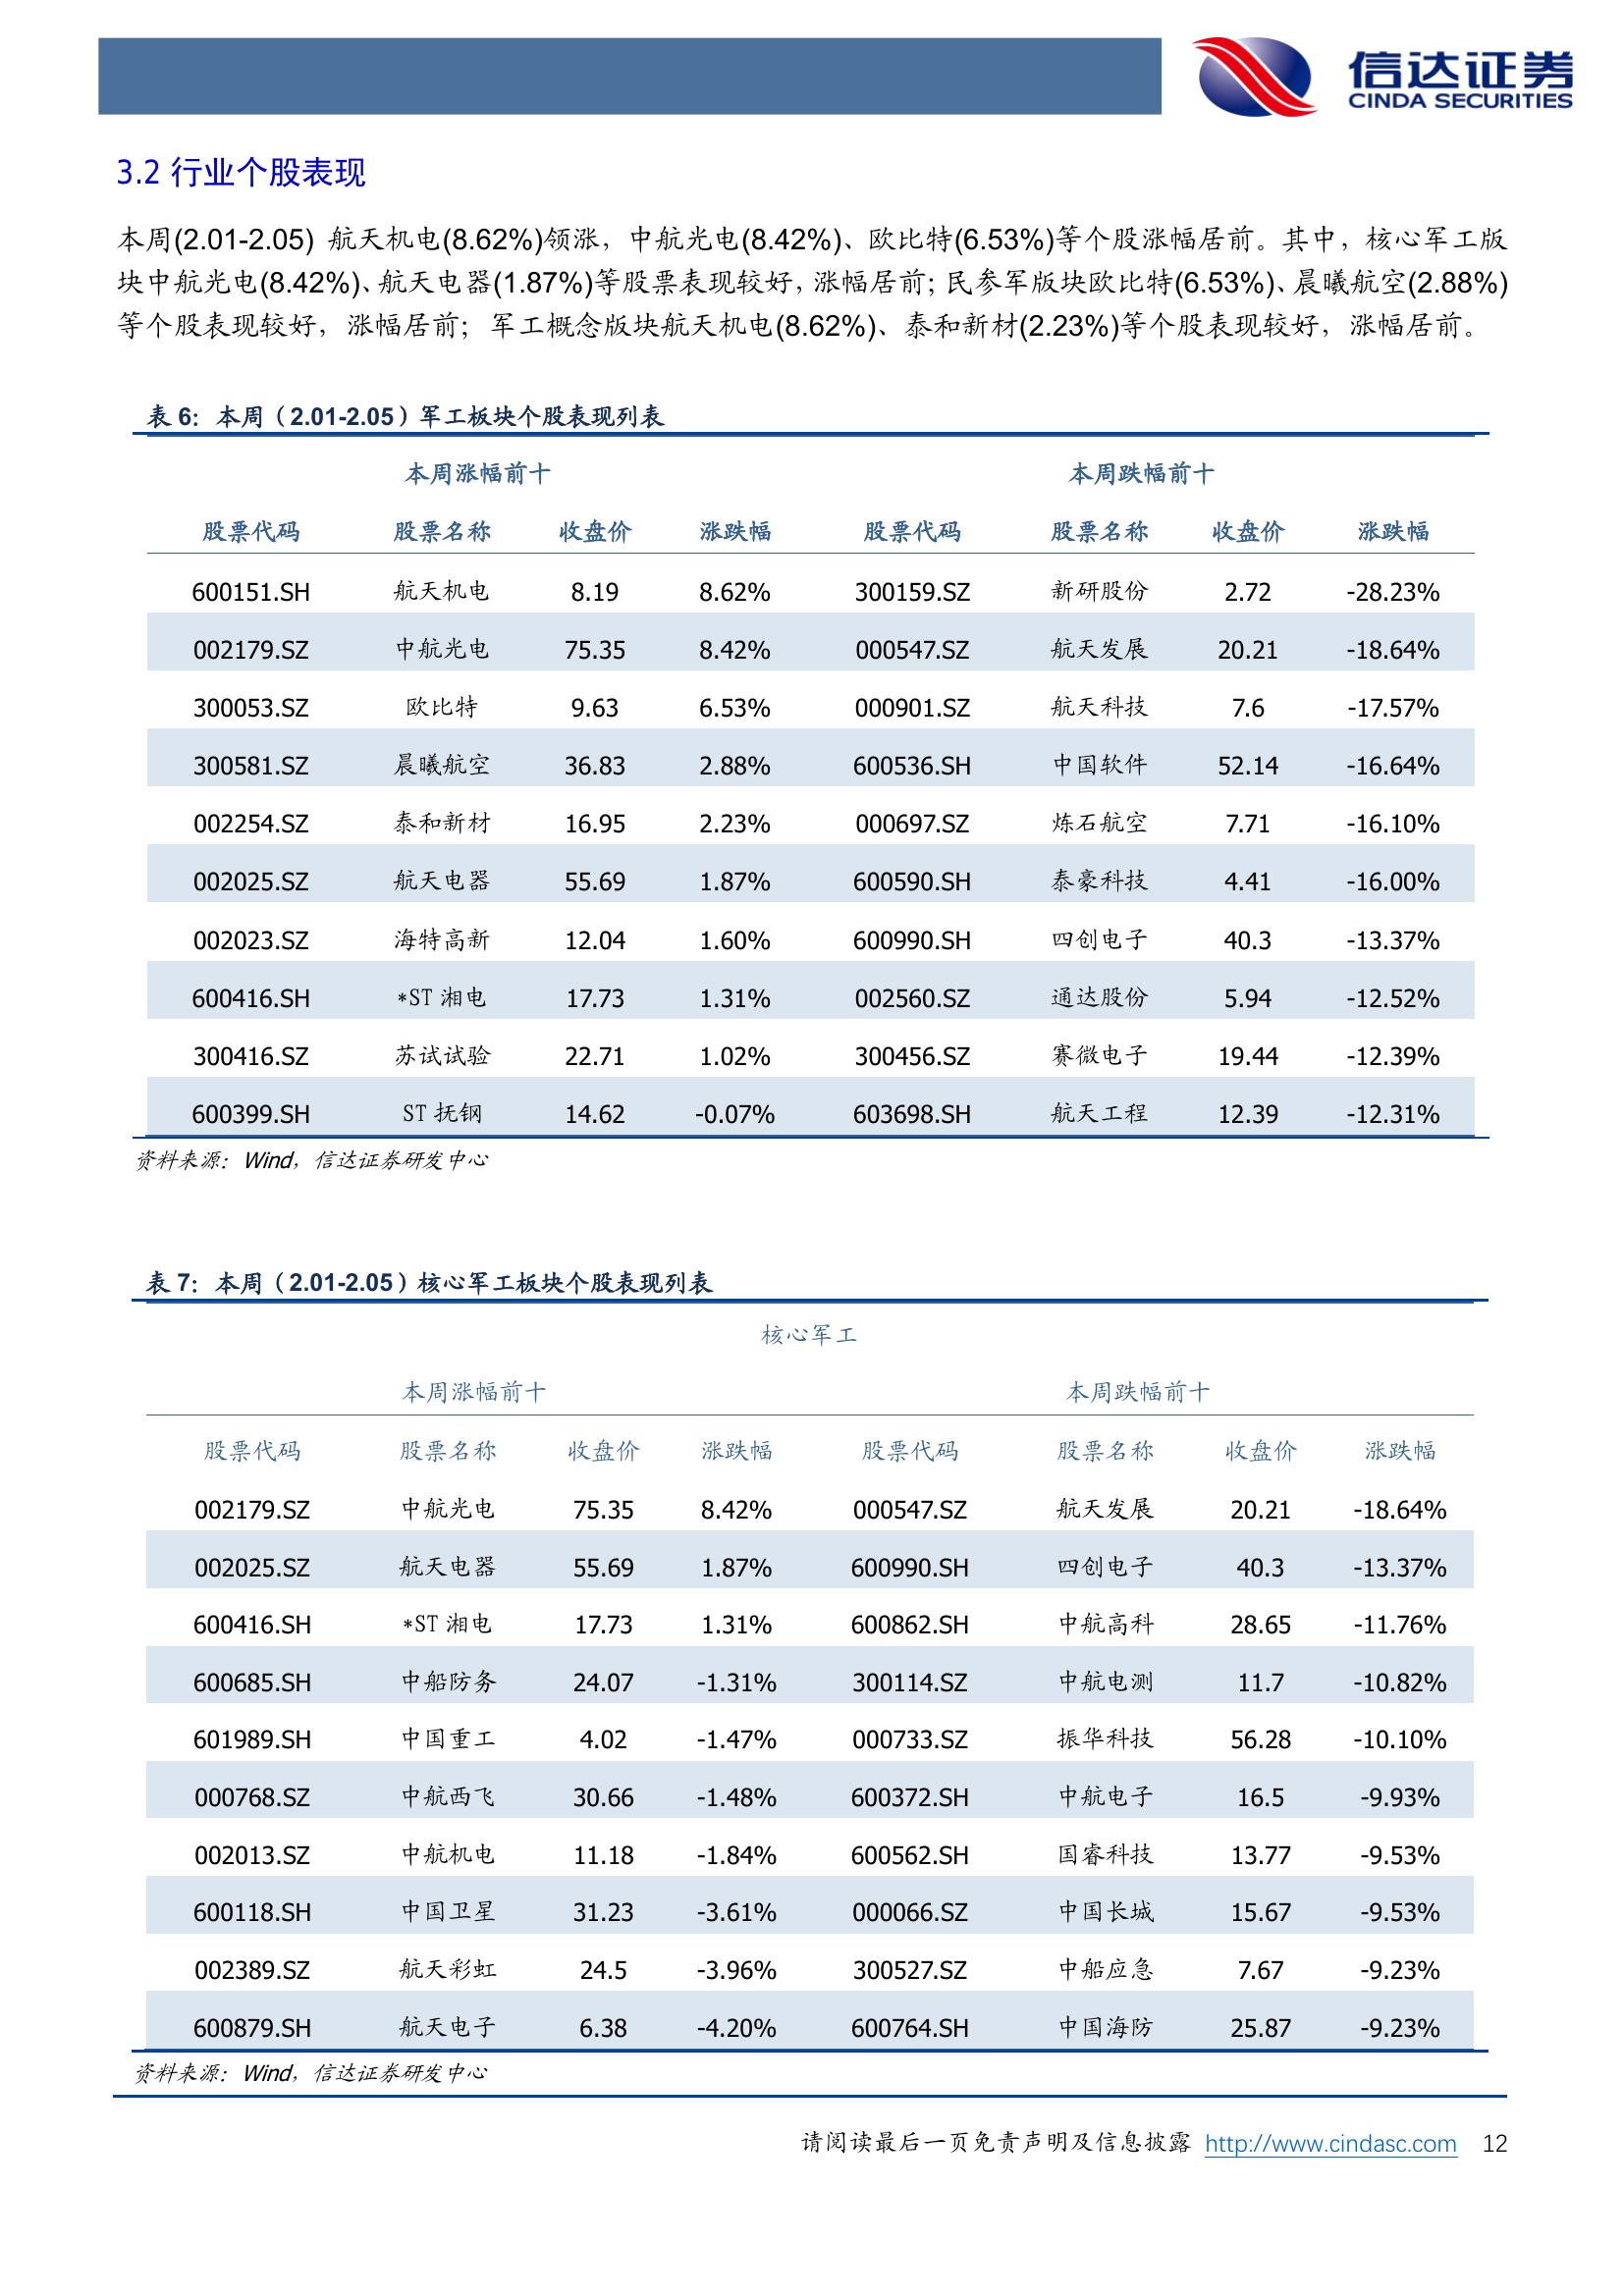 信达证券
CINDA SECURITIES
3.2 行业个股表现
本周(2.01-2.05) 航天机电(8.62%)领涨，中航光电(8.42%)、欧比特(6.53%)等个股涨幅居前。其中，核心军工版
块中航光电(8.42%)、航天电器(1.87%)等股票表现较好，涨幅居前；民参军版块欧比特(6.53%)、晨曦航空(2.88%)
等个股表现较好，涨幅居前；军工概念版块航天机电(8.62%)、泰和新材(2.23%)等个股表现较好，涨幅居前。
表 6：本周（2.01-2.05）军工板块个股表现列表
本周涨幅前十 本周跌幅前十
股票代码 股票名称 收盘价 涨跌幅 股票代码 股票名称 收盘价 涨跌幅
600151.SH 航天机电 8.19 8.62% 300159.SZ 新研股份 2.72 -28.23%
002179.SZ 中航光电 75.35 8.42% 000547.SZ 航天发展 20.21 -18.64%
300053.SZ 欧比特 9.63 6.53% 000901.SZ 航天科技 7.6 -17.57%
300581.SZ 晨曦航空 36.83 2.88% 600536.SH 中国软件 52.14 -16.64%
002254.SZ 泰和新材 16.95 2.23% 000697.SZ 炼石航空 7.71 -16.10%
002025.SZ 航天电器 55.69 1.87% 600590.SH 泰豪科技 4.41 -16.00%
002023.SZ 海特高新 12.04 1.60% 600990.SH 四创电子 40.3 -13.37%
600416.SH *ST 湘电 17.73 1.31% 002560.SZ 通达股份 5.94 -12.52%
300416.SZ 苏试试验 22.71 1.02% 300456.SZ 赛微电子 19.44 -12.39%
600399.SH ST 抚钢 14.62 -0.07% 603698.SH 航天工程 12.39 -12.31%
资料来源：Wind，信达证券研发中心
表 7：本周（2.01-2.05）核心军工板块个股表现列表
核心军工
本周涨幅前十 本周跌幅前十
股票代码 股票名称 收盘价 涨跌幅 股票代码 股票名称 收盘价 涨跌幅
002179.SZ 中航光电 75.35 8.42% 000547.SZ 航天发展 20.21 -18.64%
002025.SZ 航天电器 55.69 1.87% 600990.SH 四创电子 40.3 -13.37%
600416.SH *ST 湘电 17.73 1.31% 600862.SH 中航高科 28.65 -11.76%
600685.SH 中船防务 24.07 -1.31% 300114.SZ 中航电测 11.7 -10.82%
601989.SH 中国重工 4.02 -1.47% 000733.SZ 振华科技 56.28 -10.10%
000768.SZ 中航西飞 30.66 -1.48% 600372.SH 中航电子 16.5 -9.93%
002013.SZ 中航机电 11.18 -1.84% 600562.SH 国睿科技 13.77 -9.53%
600118.SH 中国卫星 31.23 -3.61% 000066.SZ 中国长城 15.67 -9.53%
002389.SZ 航天彩虹 24.5 -3.96% 300527.SZ 中船应急 7.67 -9.23%
600879.SH 航天电子 6.38 -4.20% 600764.SH 中国海防 25.87 -9.23%
资料来源：Wind，信达证券研发中心
请阅读最后一页免责声明及信息披露 http://www.cindasc.com 12